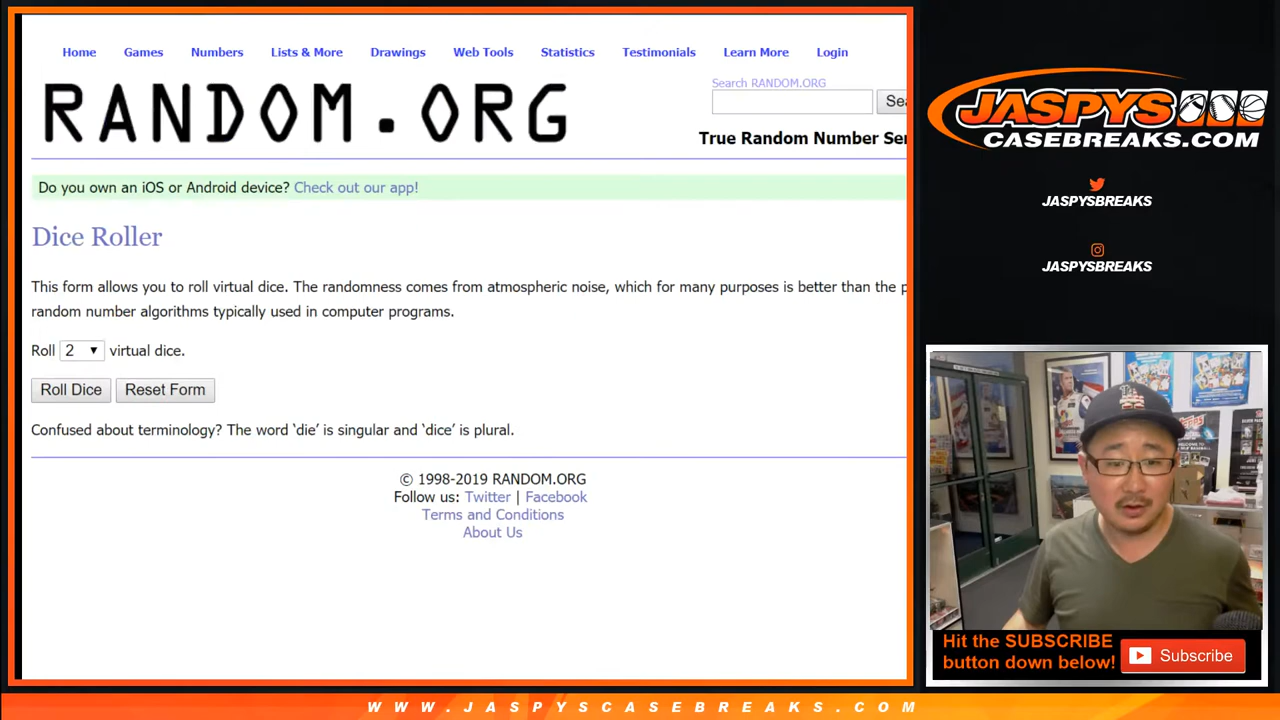 Home Games Numbers Lists & More Drawings Web Tools Statistics Testimonials Learn More Login
RANDOM.ORG
Search RANDOM.ORG
True Random Number Ser
Do you own an iOS or Android device? Check out our app!
Dice Roller
This form allows you to roll virtual dice. The randomness comes from atmospheric noise, which for many purposes is better than the p
random number algorithms typically used in computer programs.
Roll 2 virtual dice.
Roll Dice Reset Form
Confused about terminology? The word ‘die’ is singular and ‘dice’ is plural.
© 1998-2019 RANDOM.ORG
Follow us: Twitter | Facebook
Terms and Conditions
About Us
JASPYS
CASEBREAKS.COM
JASPYSBREAKS
JASPYSBREAKS
Hit the SUBSCRIBE
button down below!
Subscribe
WWW.JASPYSCASEBREAKS.COM